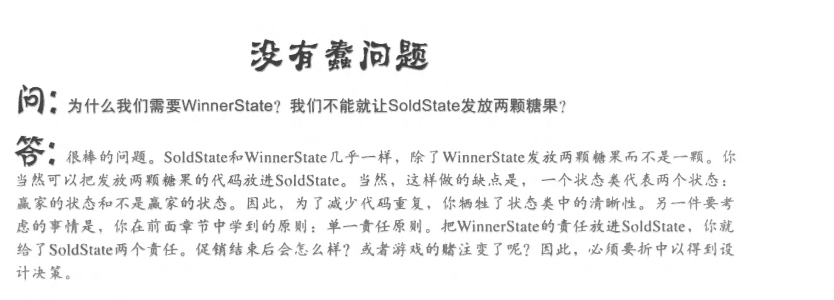 没有蠢问题
问：为什么我们需要WinnerState？我们不能就让SoldState发放两颗糖果？
答：很棒的问题。SoldState和WinnerState几乎一样，除了WinnerState发放两颗糖果而不是一颗。你
当然可以把发放两颗糖果的代码放进SoldState。当然，这样做的缺点是，一个状态类代表两个状态：
赢家的状态和不是赢家的状态。因此，为了减少代码重复，你牺牲了状态类中的清晰性。另一件要考
虑的事情是，你在前面章节中学到的原则：单一责任原则。把WinnerState的责任放进SoldState，你就
给了SoldState两个责任。促销结束后会怎么样？或者游戏的赌注变了呢？因此，必须要折中以得到设
计决策。